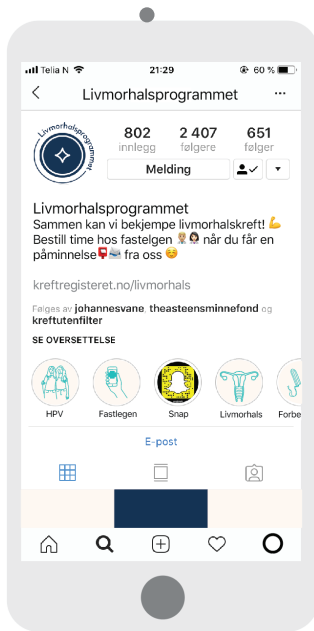 Telia N 21:29 60 %
Livmorhalsprogrammet
Livmorhalsprogrammet
802 2 407 651
innlegg følgere følger
Melding
Livmorhalsprogrammet
Sammen kan vi bekjempe livmorhalskreft! 💪
Bestill time hos fastelgen 👩🏼‍⚕️👩🏻‍⚕️ når du får en
påminnelse📮📨 fra oss ☺️
kreftregisteret.no/livmorhals
Følges av johannesvane, theasteensminnefond og
kreftutenfilter
SE OVERSETTELSE
HPV Fastlegen Snap Livmorhals Forbe
E-post